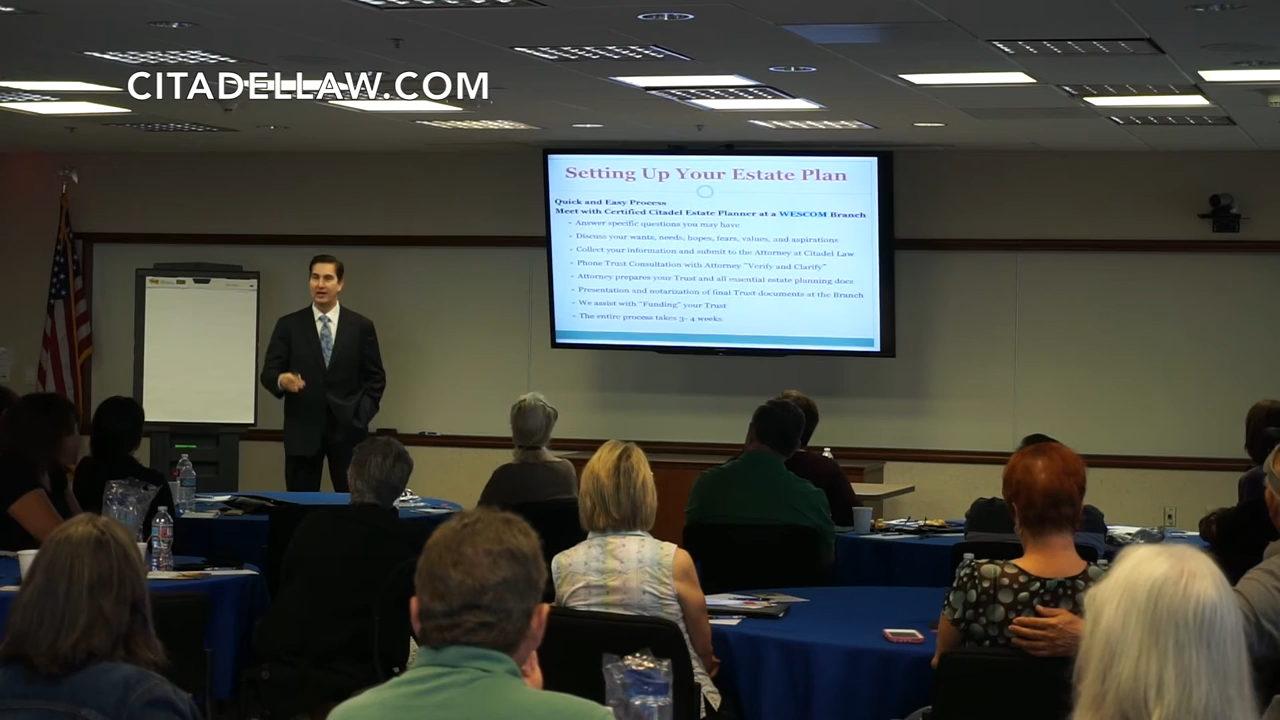 CITADELLAW.COM
Setting Up Your Estate Plan
Quick and Easy Process
Meet with Certified Citadel Estate Planner at a WESCOM Branch
- Answer specific questions you may have
- Discuss your wants, needs, hopes, fears, values, and aspirations
- Collect your information and submit to the Attorney at Citadel Law
- Phone Trust Consultation with Attorney "Verify and Clarify"
- Attorney prepares your Trust and all essential estate planning docs
- Presentation and notarization of final Trust documents at the Branch
- We assist with "Funding" your Trust
- The entire process takes 3- 4 weeks